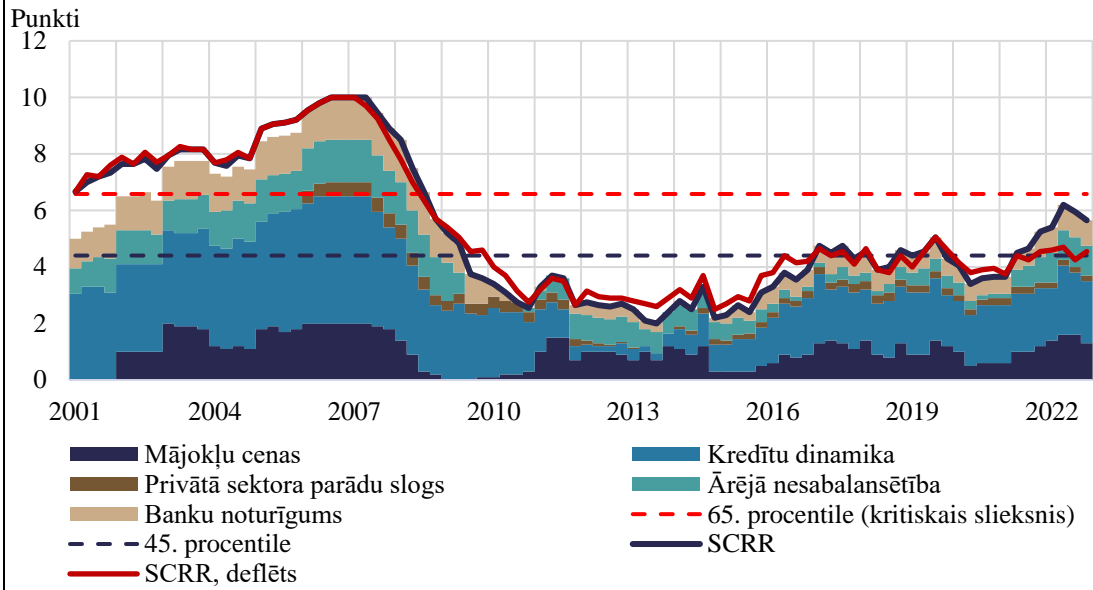 Punkti
12
10
8
6
4
2
0
2001 2004 2007 2010 2013 2016 2019 2022
Mājokļu cenas
Kredītu dinamika
Privātā sektora parādu slogs
Ārējā nesabalansētība
Banku noturīgums
65. procentile (kritiskais slieksnis)
45. procentile
SCRR
SCRR, deflēts